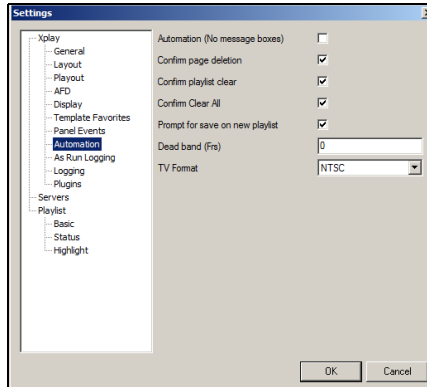 Settings
Xplay
General
Layout
Playout
AFD
Display
Template Favorites
Panel Events
Automation
As Run Logging
Logging
Plugins
Servers
Playlist
Basic
Status
Highlight
Automation (No message boxes)
Confirm page deletion
Confirm playlist clear
Confirm Clear All
Prompt for save on new playlist
Dead band (Frs) 0
TV Format NTSC
OK Cancel